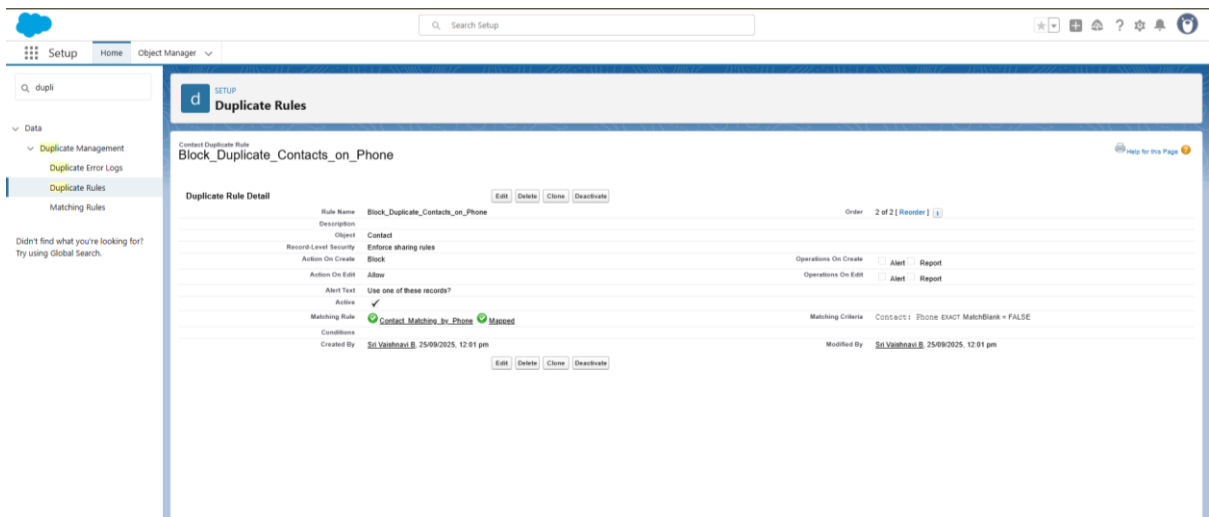 Search Setup
Setup Home Object Manager
dupli
SETUP
d Duplicate Rules
Data
Duplicate Management
Duplicate Error Logs
Duplicate Rules
Matching Rules
Didn't find what you're looking for?
Try using Global Search.
Contact Duplicate Rule
Block_Duplicate_Contacts_on_Phone
Help for this Page
Duplicate Rule Detail Edit Delete Clone Deactivate
Rule Name Block_Duplicate_Contacts_on_Phone Order 2 of 2 [ Reorder ] i
Description
Object Contact
Record-Level Security Enforce sharing rules
Action On Create Block Operations On Create Alert Report
Action On Edit Allow Operations On Edit Alert Report
Alert Text Use one of these records?
Active
Matching Rule Contact_Matching_by_Phone Mapped Matching Criteria Contact: Phone EXACT MatchBlank = FALSE
Conditions
Created By Sri Vaishnavi B, 25/09/2025, 12:01 pm Modified By Sri Vaishnavi B, 25/09/2025, 12:01 pm
Edit Delete Clone Deactivate